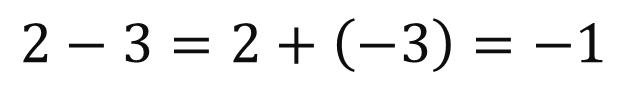 2 − 3 = 2 + (−3) = −1